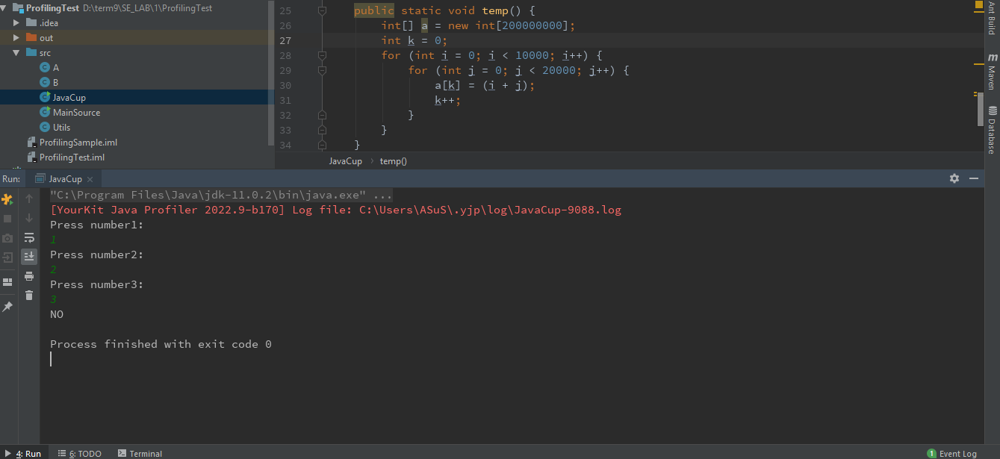 ProfilingTest D:\term9\SE_LAB\1\ProfilingTest
.idea
out
src
A
B
JavaCup
MainSource
Utils
ProfilingSample.iml
ProfilingTest.iml
25 public static void temp() {
26 int[] a = new int[200000000];
27 int k = 0;
28 for (int i = 0; i < 10000; i++) {
29 for (int j = 0; j < 20000; j++) {
30 a[k] = (i + j);
31 k++;
32 }
33 }
34 }
JavaCup › temp()
Ant Build
m Maven
Database
Run: JavaCup ×
"C:\Program Files\Java\jdk-11.0.2\bin\java.exe" ...
[YourKit Java Profiler 2022.9-b170] Log file: C:\Users\ASuS\.yjp\log\JavaCup-9088.log
Press number1:
1
Press number2:
2
Press number3:
3
NO
Process finished with exit code 0
4: Run 6: TODO Terminal 1 Event Log